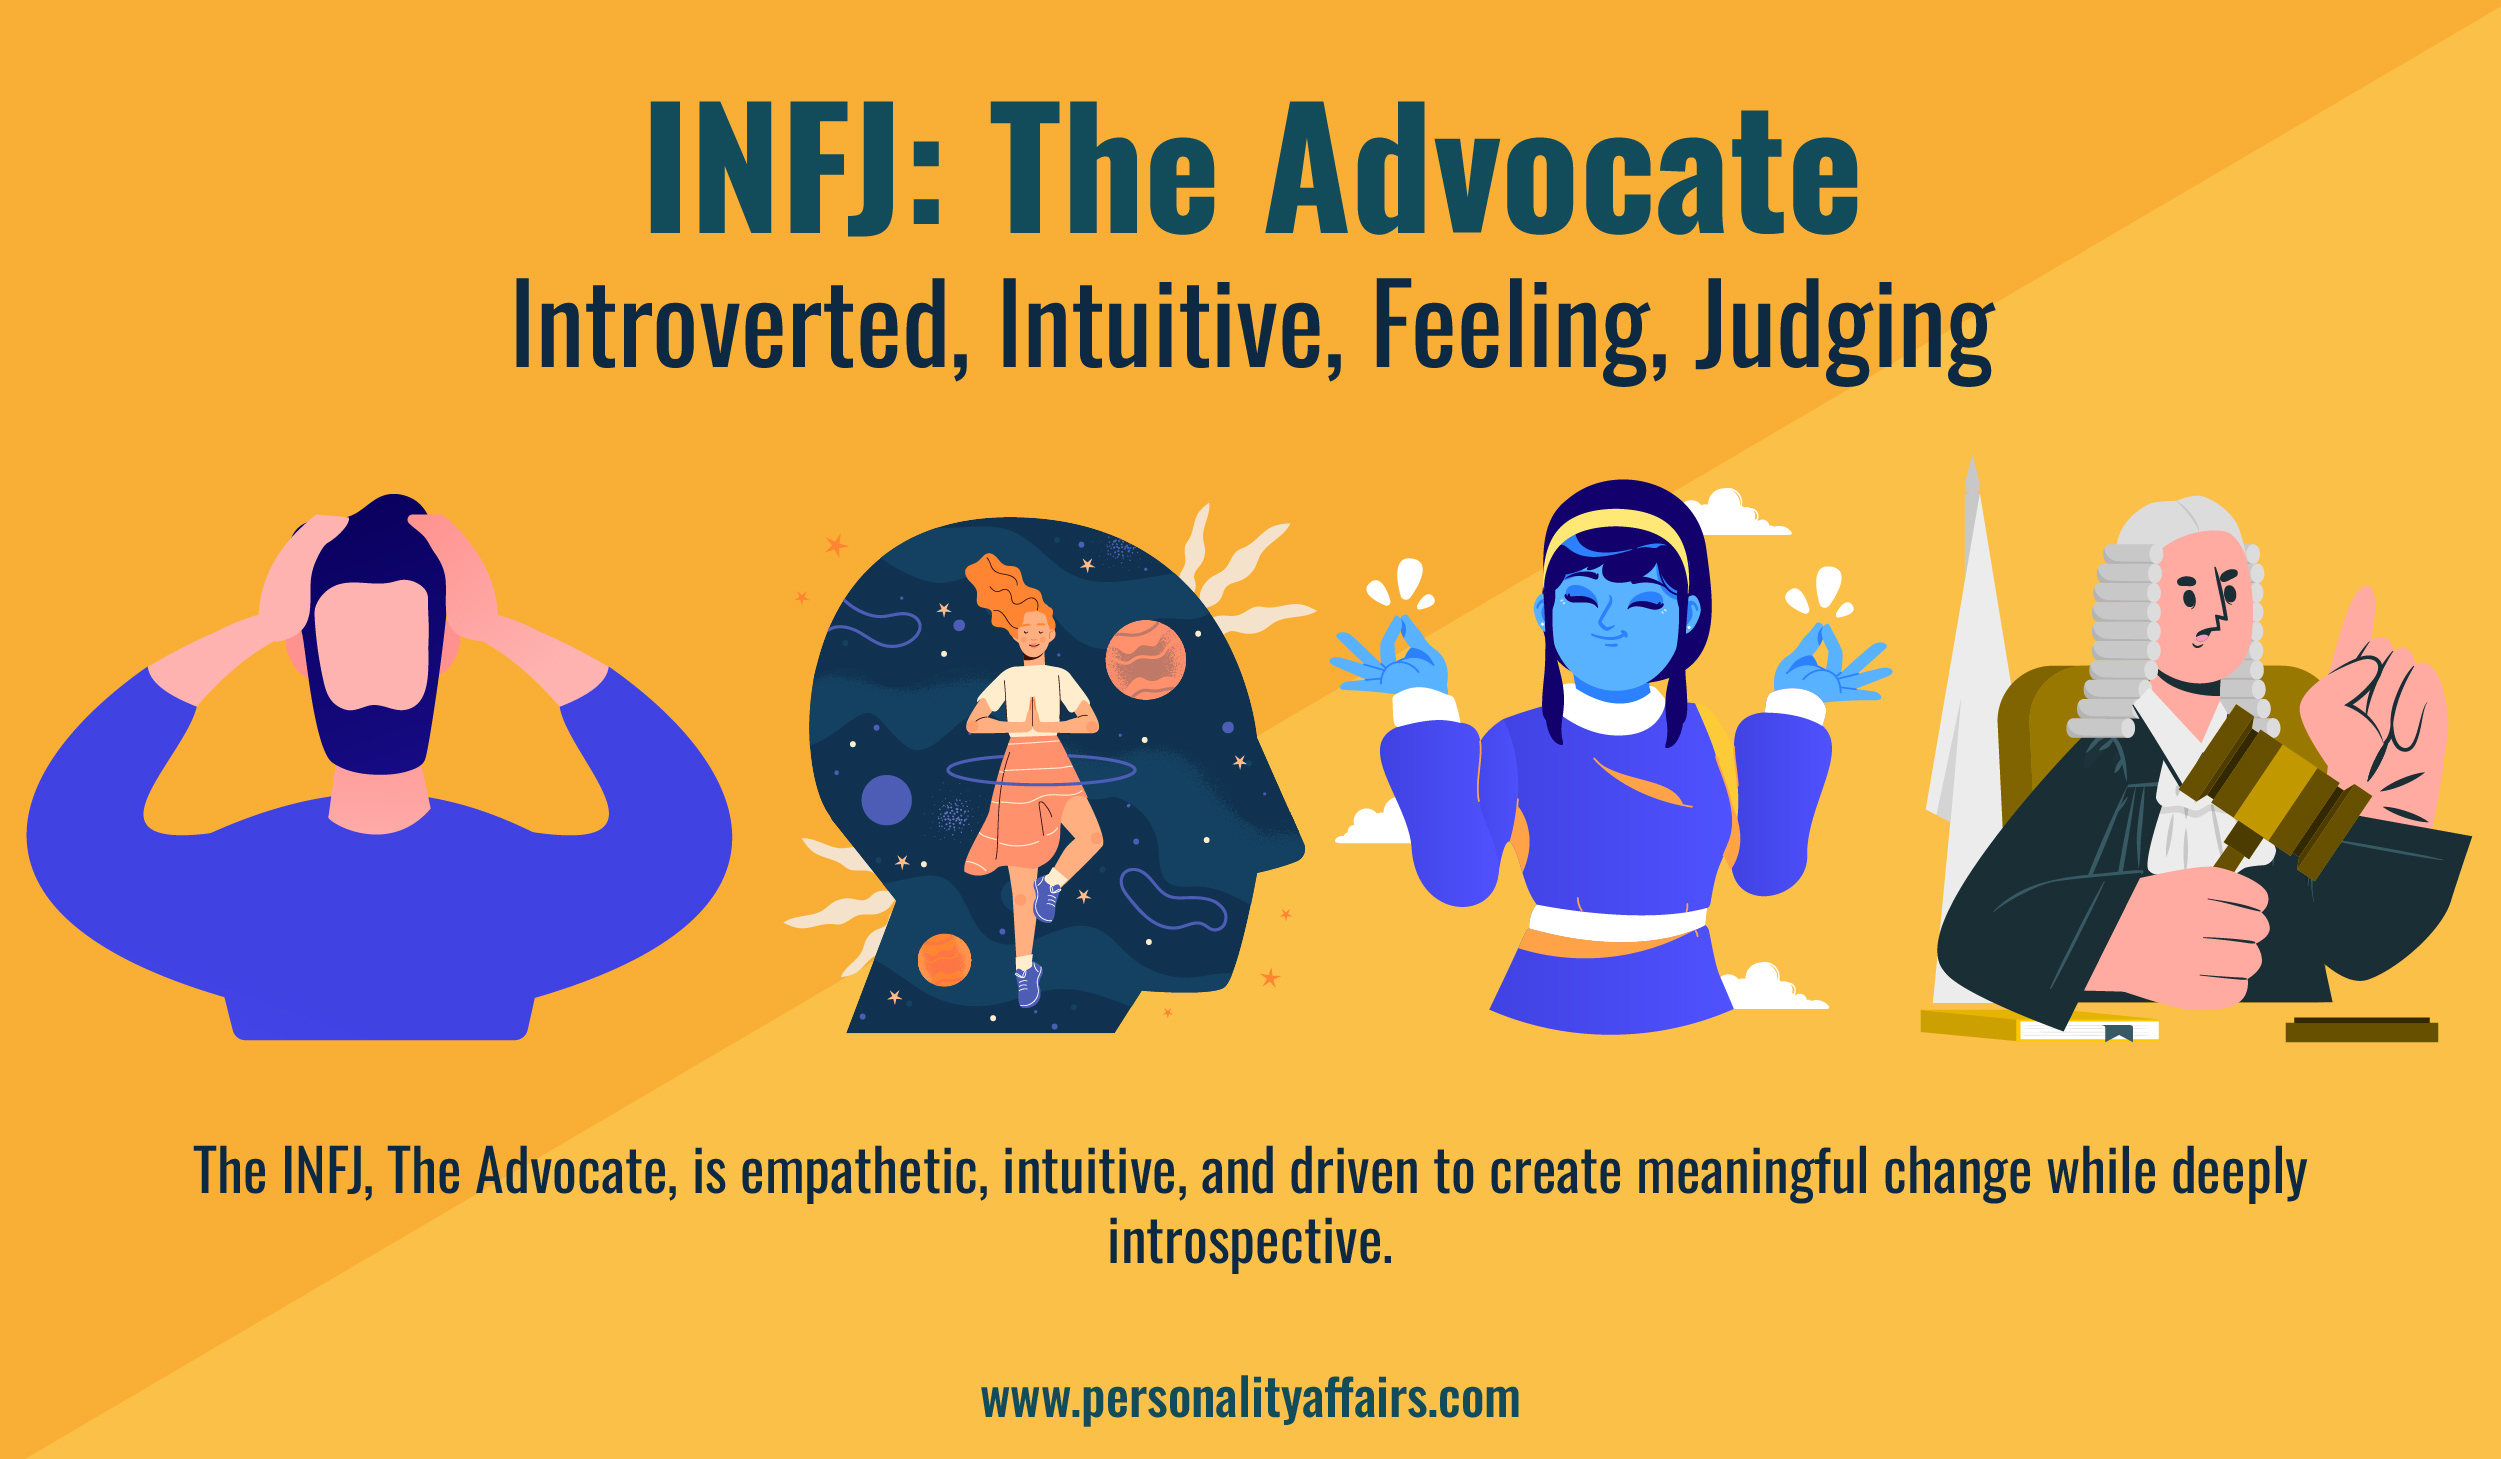 INFJ: The Advocate
Introverted, Intuitive, Feeling, Judging
The INFJ, The Advocate, is empathetic, intuitive, and driven to create meaningful change while deeply
introspective.
www.personalityaffairs.com